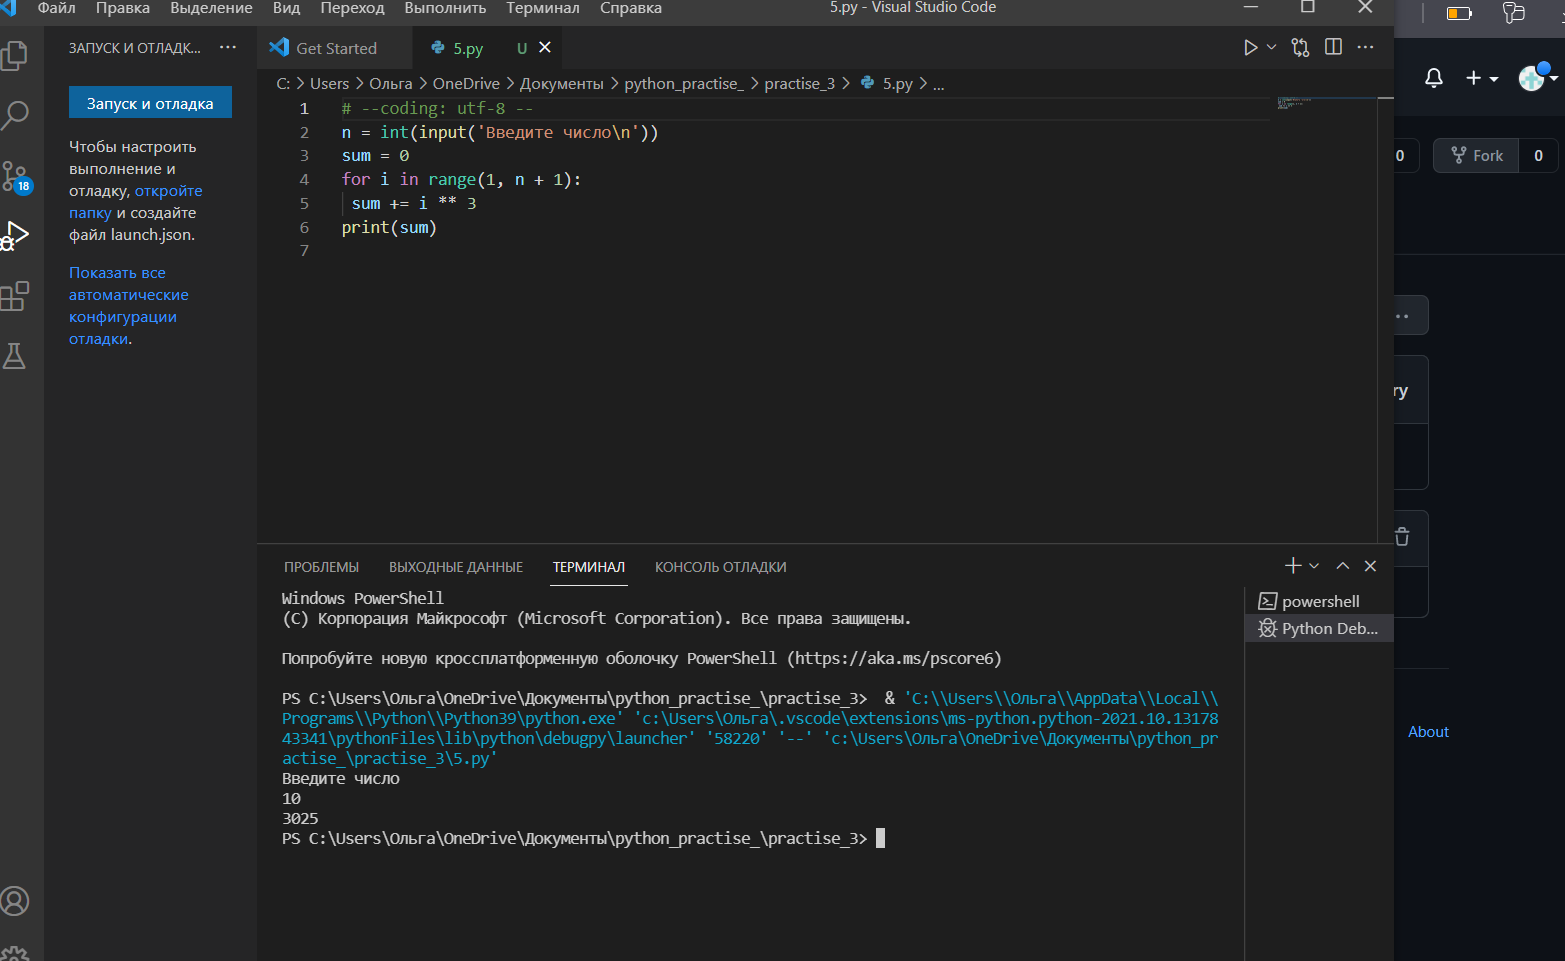 Файл Правка Выделение Вид Переход Выполнить Терминал Справка 5.py - Visual Studio Code
ЗАПУСК И ОТЛАДК... ···
Get Started 5.py U
C: > Users > Ольга > OneDrive > Документы > python_practise_ > practise_3 > 5.py > ...
Запуск и отладка
Чтобы настроить
выполнение и
отладку, откройте
папку и создайте
файл launch.json.
Показать все
автоматические
конфигурации
отладки.
18
1 # --coding: utf-8 --
2 n = int(input('Введите число\n'))
3 sum = 0
4 for i in range(1, n + 1):
5 sum += i ** 3
6 print(sum)
7
ПРОБЛЕМЫ ВЫХОДНЫЕ ДАННЫЕ ТЕРМИНАЛ КОНСОЛЬ ОТЛАДКИ
Windows PowerShell
(C) Корпорация Майкрософт (Microsoft Corporation). Все права защищены.
Попробуйте новую кроссплатформенную оболочку PowerShell (https://aka.ms/pscore6)
PS C:\Users\Ольга\OneDrive\Документы\python_practise_\practise_3> & 'C:\\Users\\Ольга\\AppData\\Local\\
Programs\\Python\\Python39\python.exe' 'c:\Users\Ольга\.vscode\extensions\ms-python.python-2021.10.13178
43341\pythonFiles\lib\python\debugpy\launcher' '58220' '--' 'c:\Users\Ольга\OneDrive\Документы\python_pr
actise_\practise_3\5.py'
Введите число
10
3025
PS C:\Users\Ольга\OneDrive\Документы\python_practise_\practise_3>
powershell
Python Deb...
0 Fork 0
ry
About